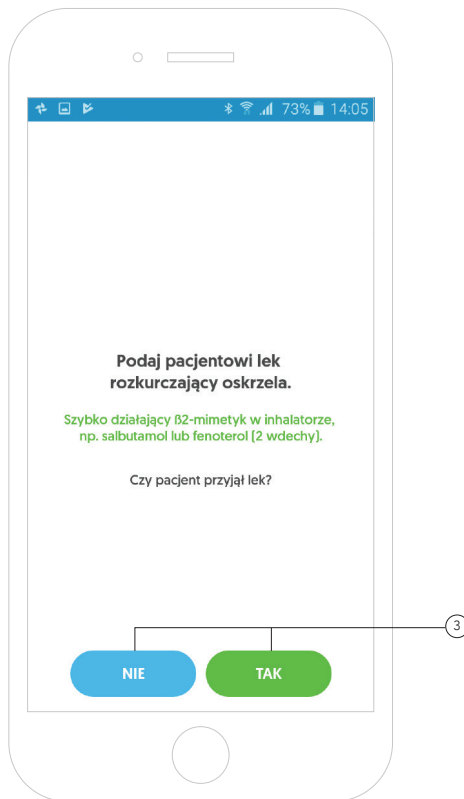 73% 14:05
Podaj pacjentowi lek
rozkurczający oskrzela.
Szybko działający ß2-mimetyk w inhalatorze,
np. salbutamol lub fenoterol (2 wdechy).
Czy pacjent przyjął lek?
3
NIE TAK